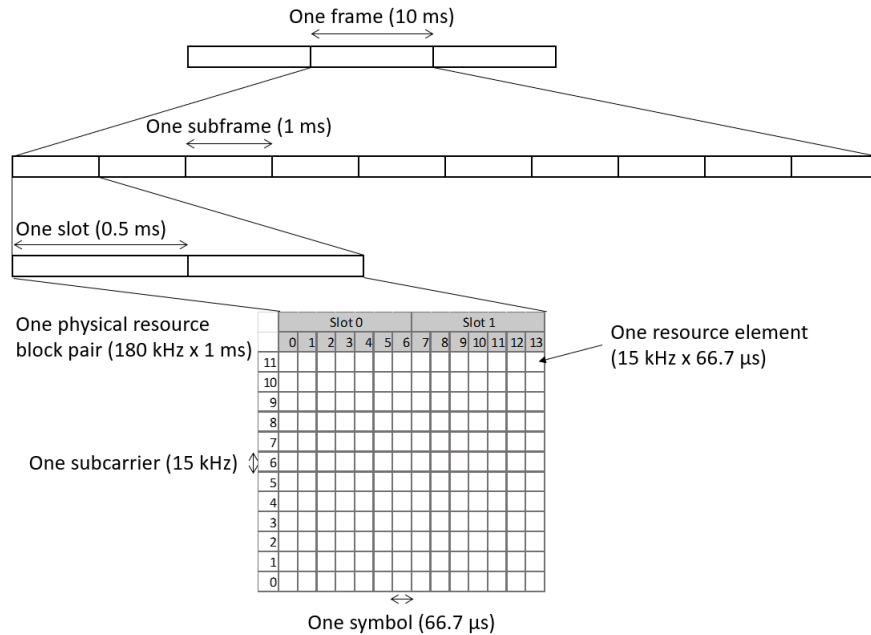 One frame (10 ms)
One subframe (1 ms)
One slot (0.5 ms)
One physical resource
block pair (180 kHz x 1 ms)
Slot 0 Slot 1
0 1 2 3 4 5 6 7 8 9 10 11 12 13
One resource element
(15 kHz x 66.7 µs)
11
10
9
8
7
One subcarrier (15 kHz)
6
5
4
3
2
1
0
One symbol (66.7 µs)